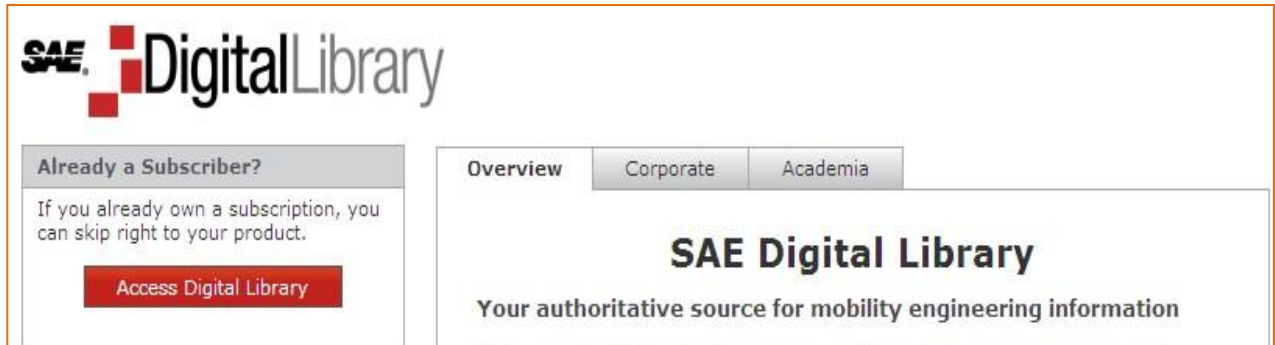 SAE® DigitalLibrary
Already a Subscriber?
If you already own a subscription, you
can skip right to your product.
Access Digital Library
Overview Corporate Academia
SAE Digital Library
Your authoritative source for mobility engineering information